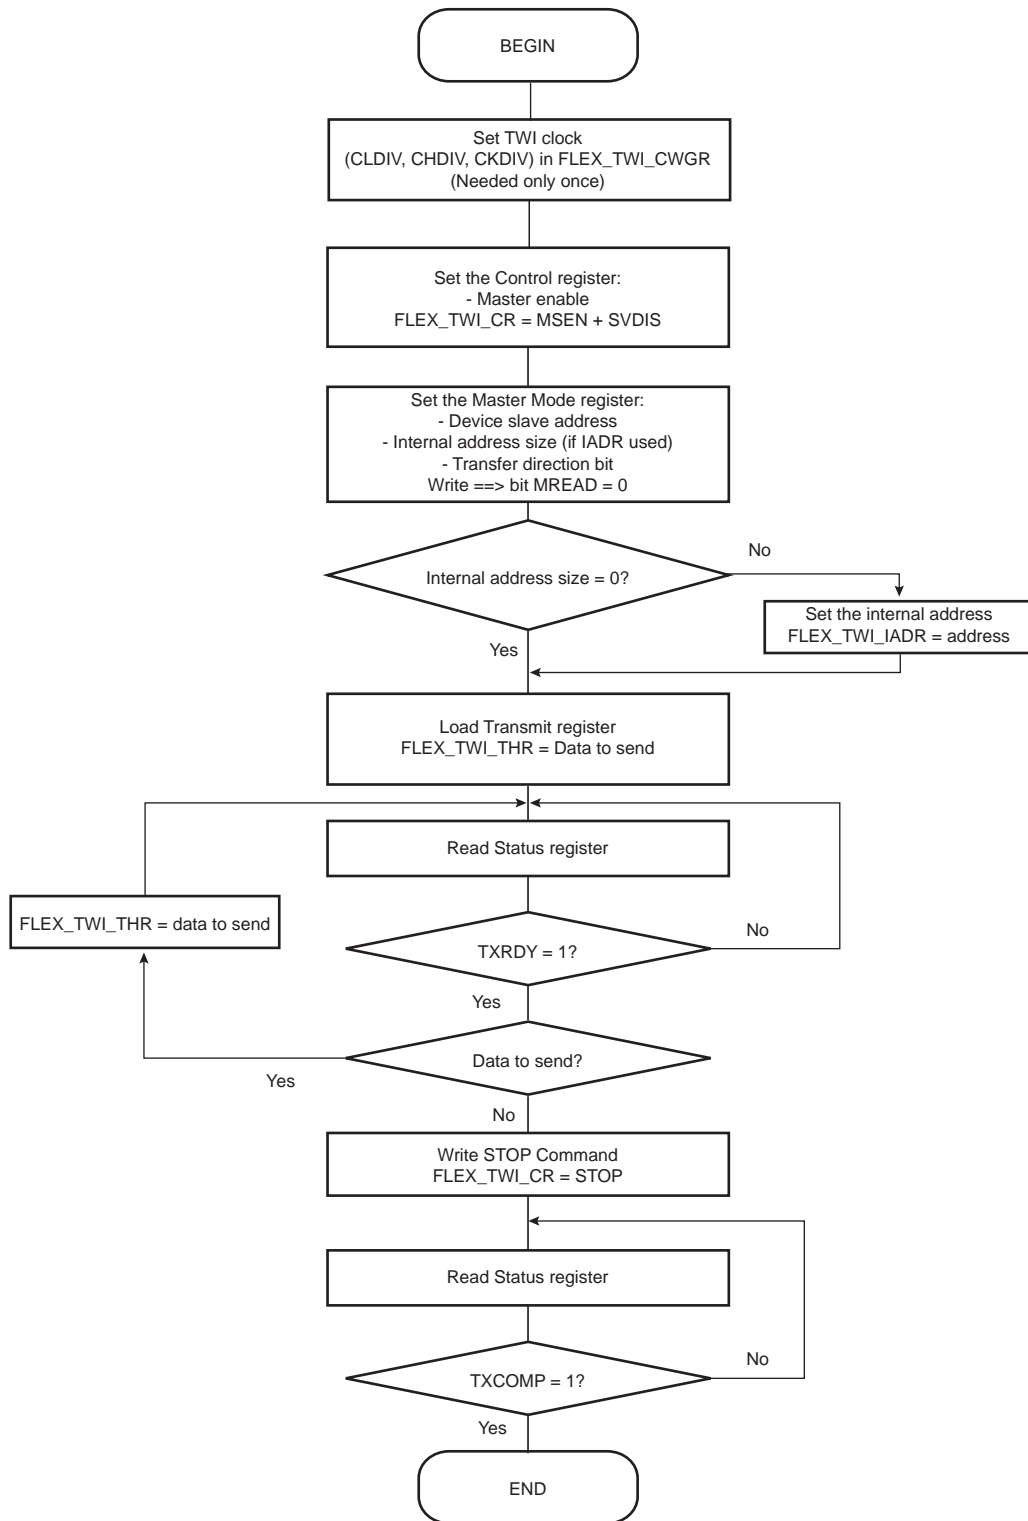 BEGIN
Set TWI clock
(CLDIV, CHDIV, CKDIV) in FLEX_TWI_CWGR
(Needed only once)
Set the Control register:
- Master enable
FLEX_TWI_CR = MSEN + SVDIS
Set the Master Mode register:
- Device slave address
- Internal address size (if IADR used)
- Transfer direction bit
Write ==> bit MREAD = 0
Internal address size = 0?
No
Set the internal address
FLEX_TWI_IADR = address
Yes
Load Transmit register
FLEX_TWI_THR = Data to send
Read Status register
FLEX_TWI_THR = data to send
TXRDY = 1?
No
Yes
Data to send?
Yes
No
Write STOP Command
FLEX_TWI_CR = STOP
Read Status register
TXCOMP = 1?
No
Yes
END